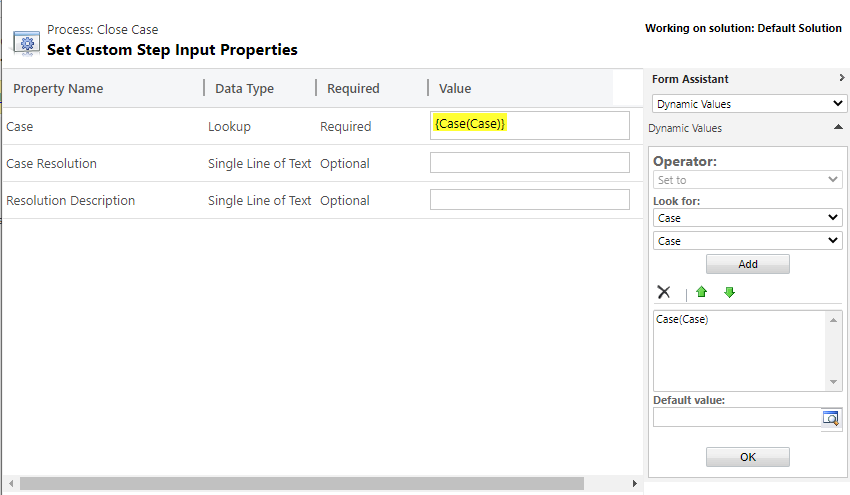 Process: Close Case
Set Custom Step Input Properties
Working on solution: Default Solution
Property Name Data Type Required Value
Case Lookup Required {Case(Case)}
Case Resolution Single Line of Text Optional
Resolution Description Single Line of Text Optional
Form Assistant
Dynamic Values
Dynamic Values
Operator:
Set to
Look for:
Case
Case
Add
Case(Case)
Default value:
OK